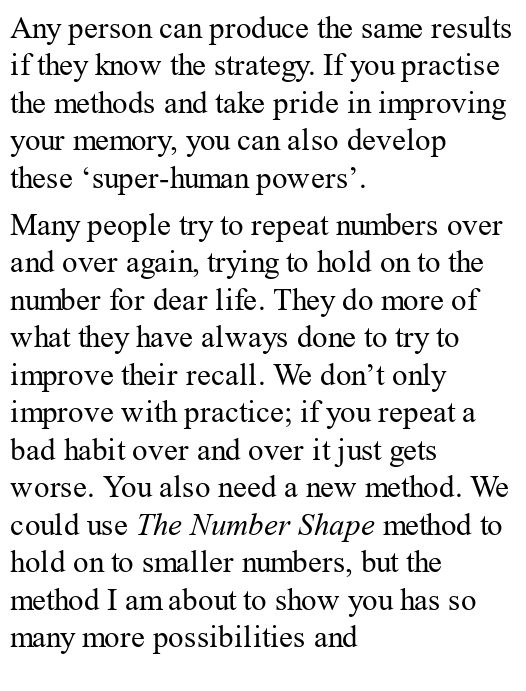 Any person can produce the same results
if they know the strategy. If you practise
the methods and take pride in improving
your memory, you can also develop
these ‘super-human powers’.
Many people try to repeat numbers over
and over again, trying to hold on to the
number for dear life. They do more of
what they have always done to try to
improve their recall. We don’t only
improve with practice; if you repeat a
bad habit over and over it just gets
worse. You also need a new method. We
could use The Number Shape method to
hold on to smaller numbers, but the
method I am about to show you has so
many more possibilities and